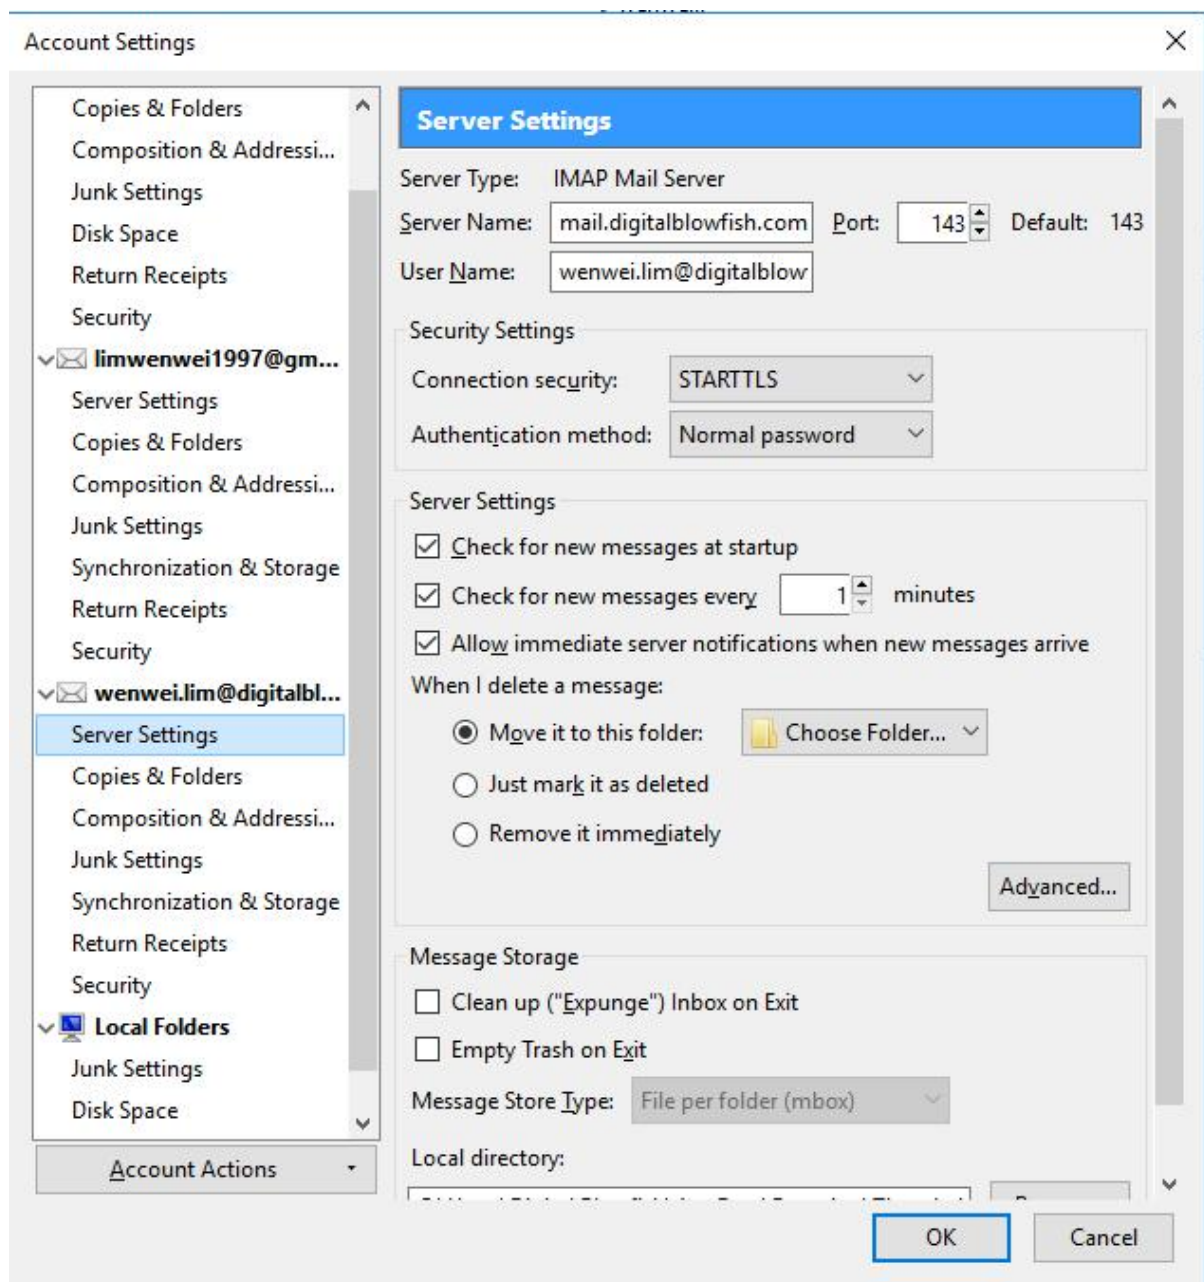 Account Settings
Copies & Folders
Composition & Addressi...
Junk Settings
Disk Space
Return Receipts
Security
limwenwei1997@gm...
Server Settings
Copies & Folders
Composition & Addressi...
Junk Settings
Synchronization & Storage
Return Receipts
Security
wenwei.lim@digitalbl...
Server Settings
Copies & Folders
Composition & Addressi...
Junk Settings
Synchronization & Storage
Return Receipts
Security
Local Folders
Junk Settings
Disk Space
Account Actions
Server Settings
Server Type: IMAP Mail Server
Server Name: mail.digitalblowfish.com Port: 143 Default: 143
User Name: wenwei.lim@digitalblow
Security Settings
Connection security: STARTTLS
Authentication method: Normal password
Server Settings
Check for new messages at startup
Check for new messages every 1 minutes
Allow immediate server notifications when new messages arrive
When I delete a message:
Move it to this folder: Choose Folder...
Just mark it as deleted
Remove it immediately
Advanced...
Message Storage
Clean up ("Expunge") Inbox on Exit
Empty Trash on Exit
Message Store Type: File per folder (mbox)
Local directory:
OK Cancel